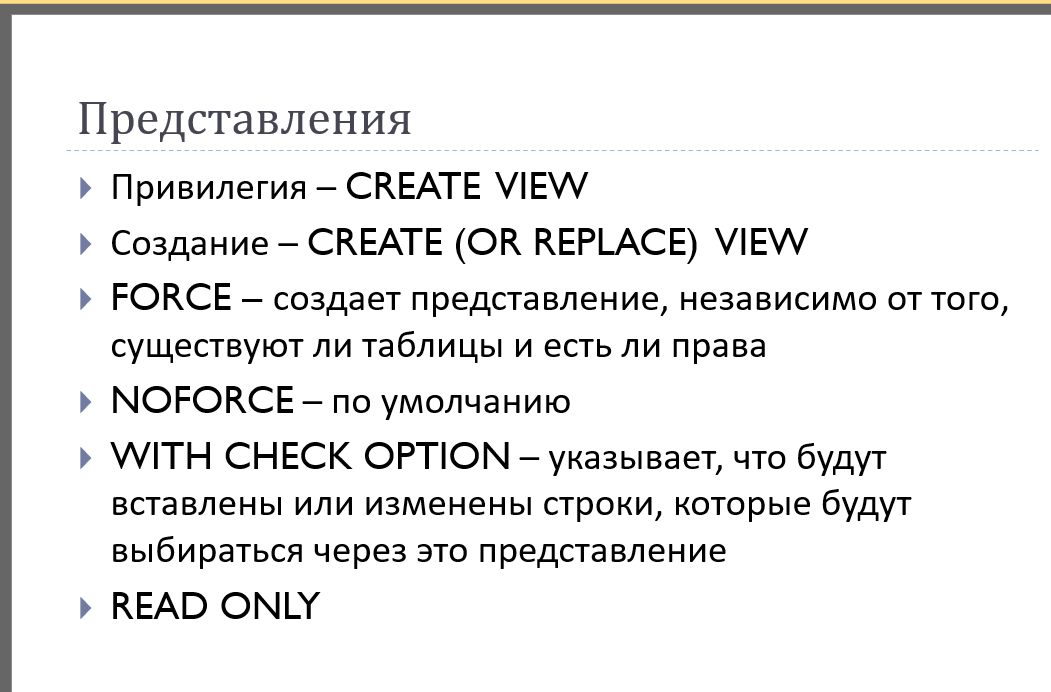 Представления
Привилегия – CREATE VIEW
Создание – CREATE (OR REPLACE) VIEW
FORCE – создает представление, независимо от того,
существуют ли таблицы и есть ли права
NOFORCE – по умолчанию
WITH CHECK OPTION – указывает, что будут
вставлены или изменены строки, которые будут
выбираться через это представление
READ ONLY